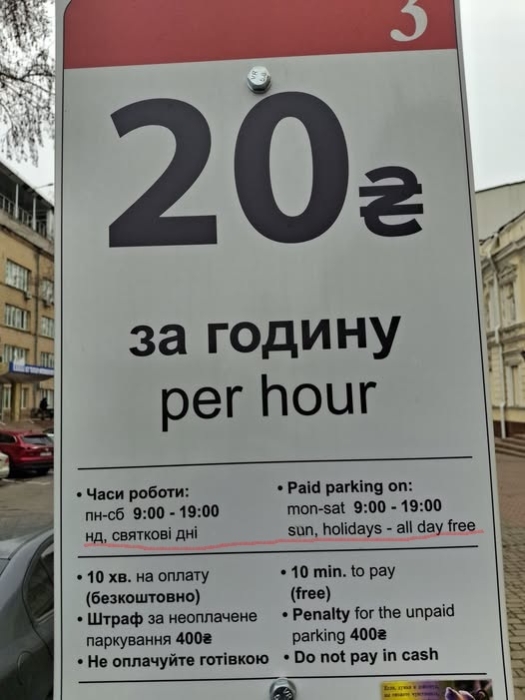 3
20₴
за годину
per hour
• Часи роботи:
пн-сб 9:00 - 19:00
нд, святкові дні
• Paid parking on:
mon-sat 9:00 - 19:00
sun, holidays - all day free
• 10 хв. на оплату
(безкоштовно)
• Штраф за неоплачене
паркування 400₴
• Не оплачуйте готівкою
• 10 min. to pay
(free)
• Penalty for the unpaid
parking 400₴
• Do not pay in cash